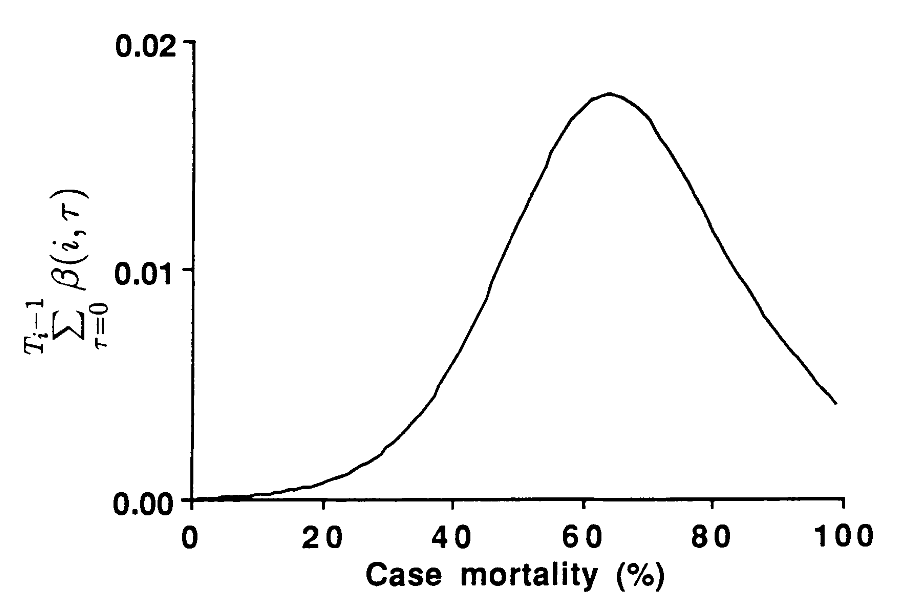 0.02
0.01
0.00
T_i−1
∑ β(i, τ)
τ=0
0 20 40 60 80 100
Case mortality (%)